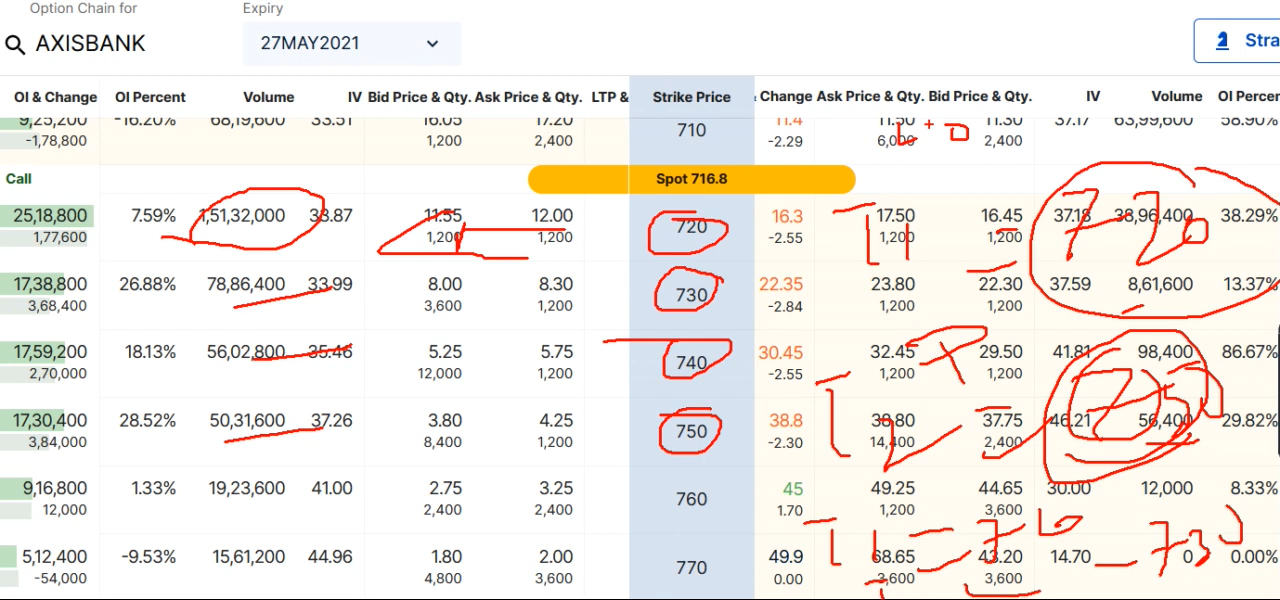 Option Chain for Expiry
AXISBANK 27MAY2021 Stra
OI & Change OI Percent Volume IV Bid Price & Qty. Ask Price & Qty. LTP & Strike Price Change Ask Price & Qty. Bid Price & Qty. IV Volume OI Percen
9,25,200 -16.20% 68,19,600 33.51 16.05 17.20 710 11.4 11.50 11.30 37.17 63,99,600 58.90%
-1,78,800 1,200 2,400 -2.29 6,000 2,400
Call Spot 716.8
25,18,800 7.59% 1,51,32,000 33.87 11.55 12.00 720 16.3 17.50 16.45 37.18 38,96,400 38.29%
1,77,600 1,200 1,200 -2.55 1,200 1,200
17,38,800 26.88% 78,86,400 33.99 8.00 8.30 730 22.35 23.80 22.30 37.59 8,61,600 13.37%
3,68,400 3,600 1,200 -2.84 1,200 1,200
17,59,200 18.13% 56,02,800 35.46 5.25 5.75 740 30.45 32.45 29.50 41.81 98,400 86.67%
2,70,000 12,000 1,200 -2.55 1,200 1,200
17,30,400 28.52% 50,31,600 37.26 3.80 4.25 750 38.8 39.80 37.75 46.21 56,400 29.82%
3,84,000 8,400 1,200 -2.30 14,400 2,400
9,16,800 1.33% 19,23,600 41.00 2.75 3.25 760 45 49.25 44.65 30.00 12,000 8.33%
12,000 2,400 2,400 1.70 1,200 3,600
5,12,400 -9.53% 15,61,200 44.96 1.80 2.00 770 49.9 68.65 43.20 14.70 0 0.00%
-54,000 4,800 3,600 0.00 3,600 3,600